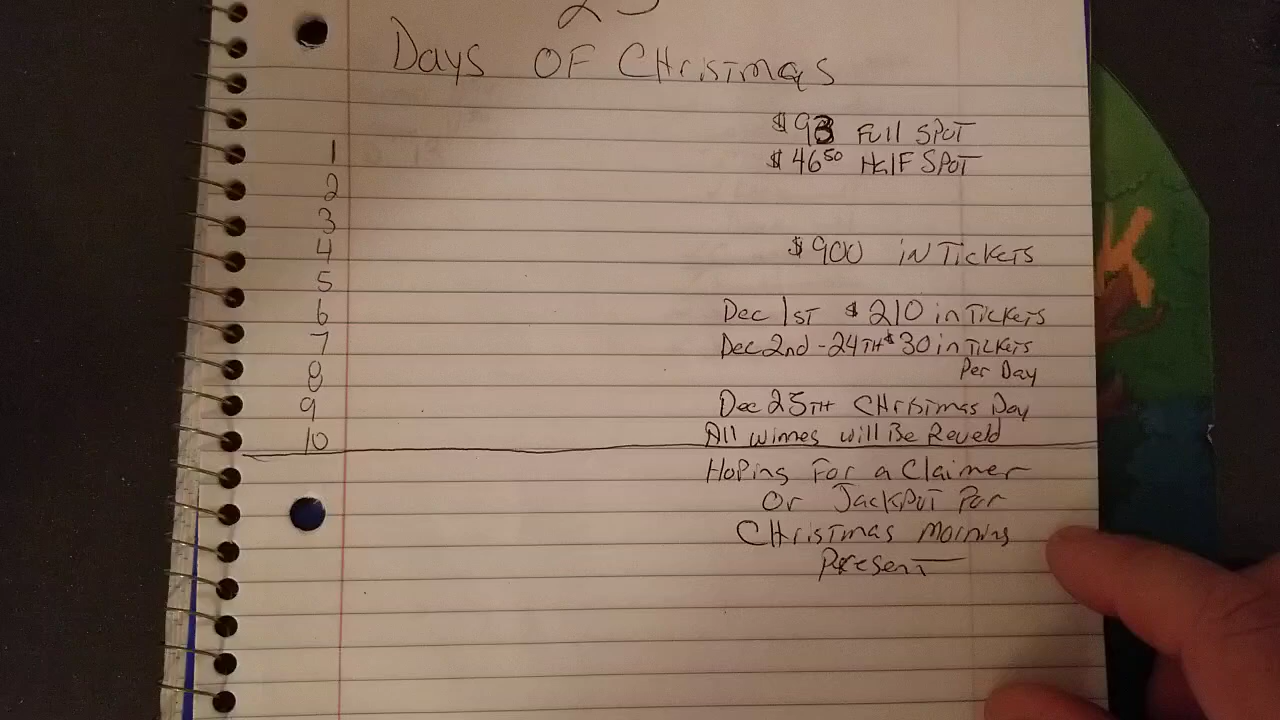 25
Days OF CHristmas
$93 Full SPOT
1
$46.50 HalF SPOT
2
3
4
$900 iN TickeTS
5
6
Dec 1ST $210 in TickeTS
7
Dec 2nd - 24TH $30 in TickeTS
8
Per Day
9
Dec 25TH CHristmas Day
10
All winnes will Be Reveld
HoPing For a Claimer
Or JackPoT For
CHristmas Morning
PresenT